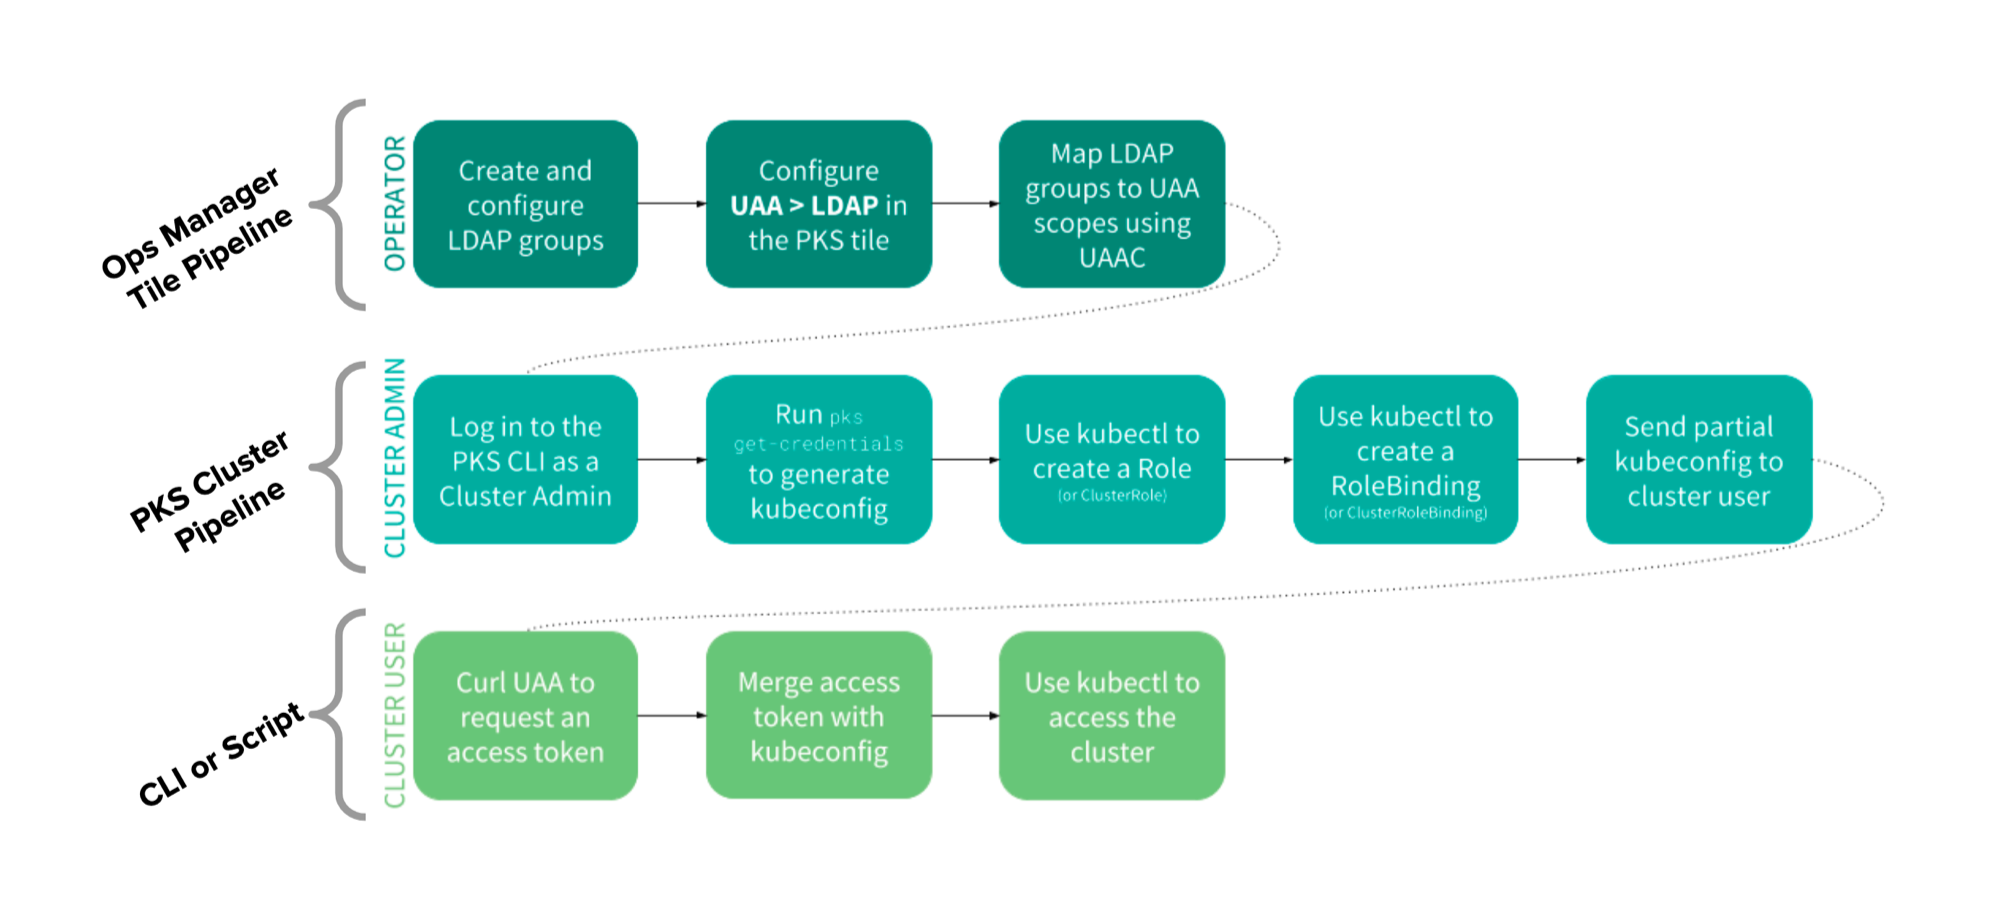 Ops Manager
Tile Pipeline
OPERATOR
Create and
configure
LDAP groups
Configure
UAA > LDAP in
the PKS tile
Map LDAP
groups to UAA
scopes using
UAAC
PKS Cluster
Pipeline
CLUSTER ADMIN
Log in to the
PKS CLI as a
Cluster Admin
Run pks
get-credentials
to generate
kubeconfig
Use kubectl to
create a Role
(or ClusterRole)
Use kubectl to
create a
RoleBinding
(or ClusterRoleBinding)
Send partial
kubeconfig to
cluster user
CLI or Script
CLUSTER USER
Curl UAA to
request an
access token
Merge access
token with
kubeconfig
Use kubectl to
access the
cluster